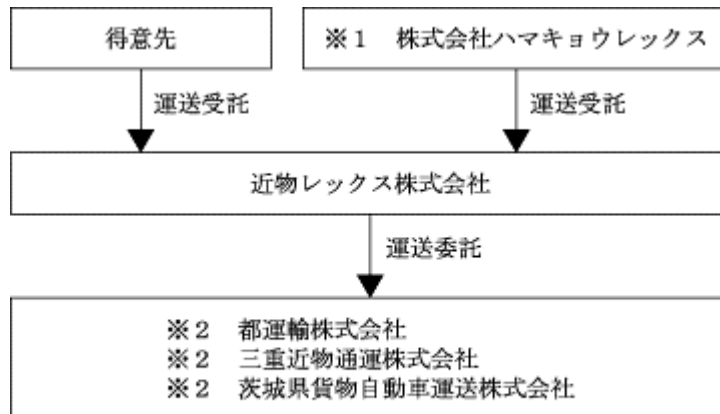 得意先
※1 株式会社ハマキョウレックス
運送受託
運送受託
近物レックス株式会社
運送委託
※2 都運輸株式会社
※2 三重近物通運株式会社
※2 茨城県貨物自動車運送株式会社